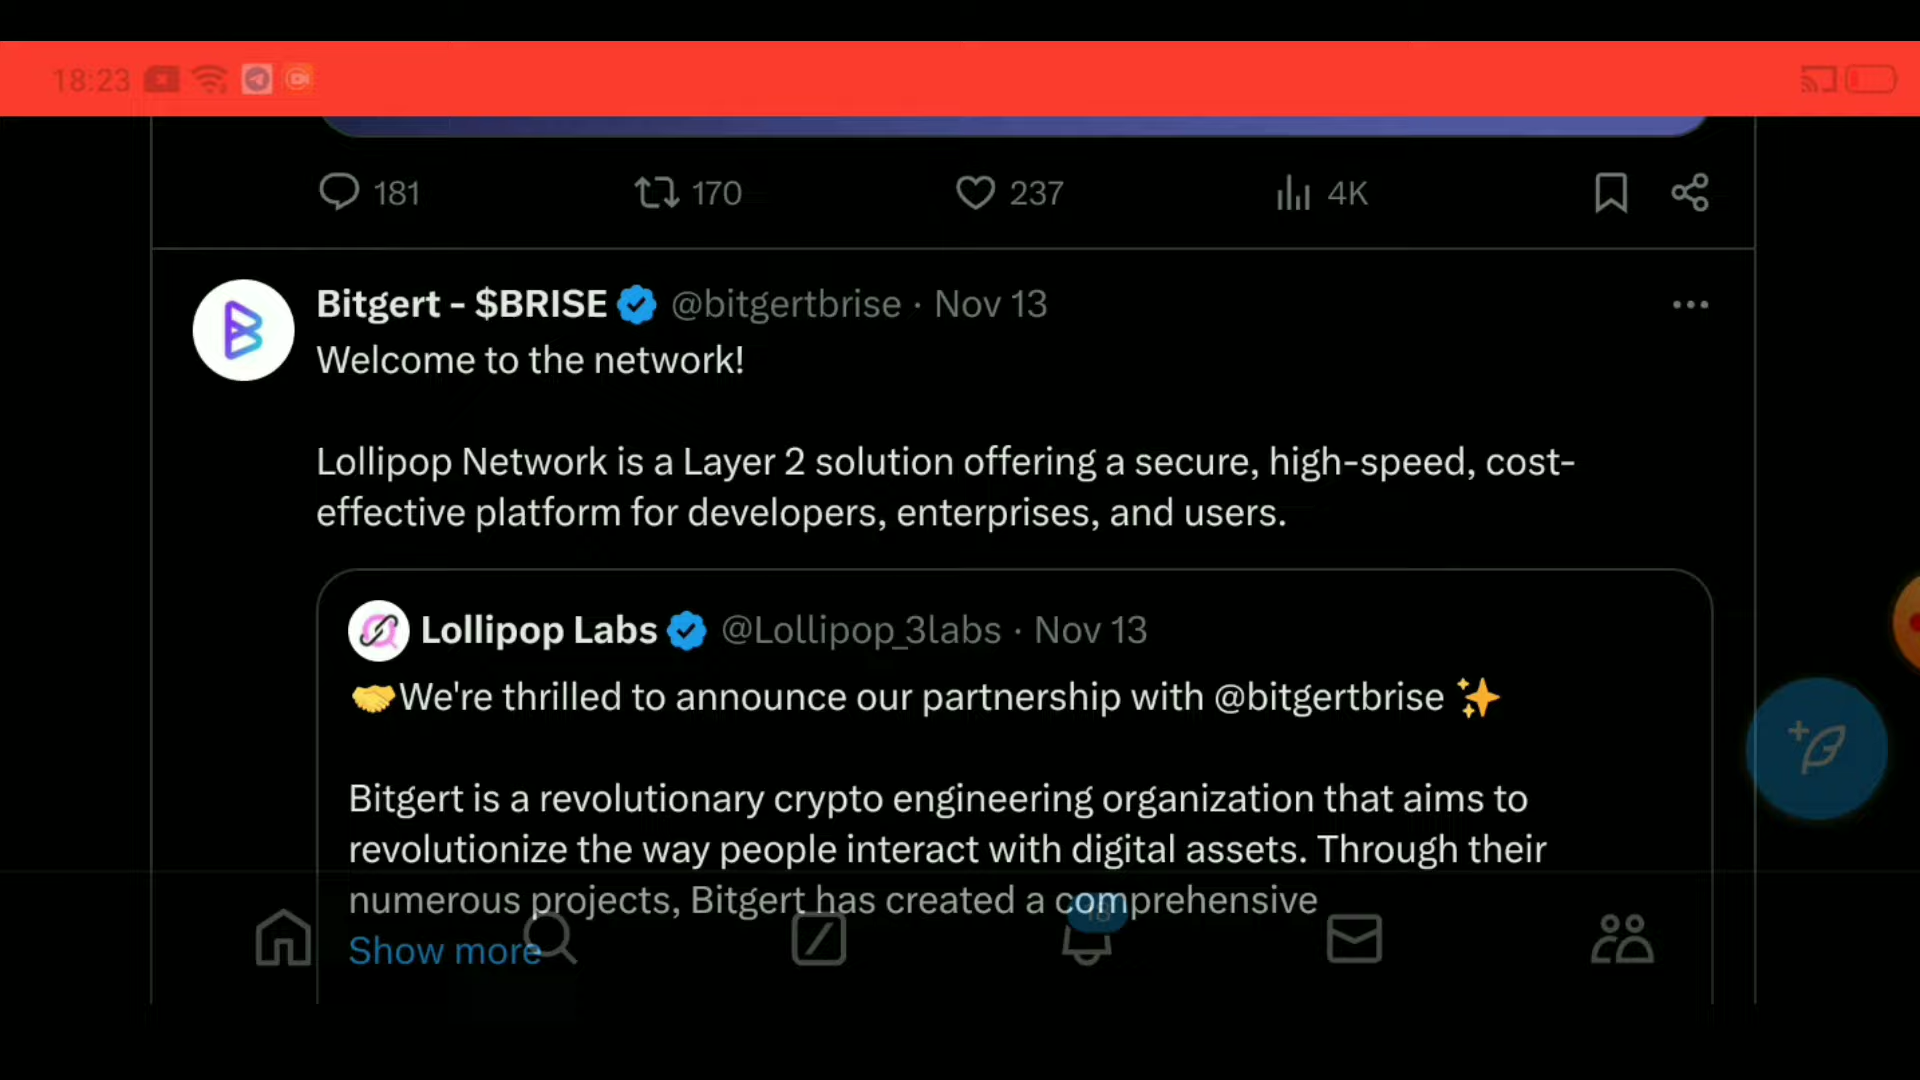 18:23
181 170 237 4K
Bitgert - $BRISE @bitgertbrise · Nov 13
Welcome to the network!
Lollipop Network is a Layer 2 solution offering a secure, high-speed, cost-
effective platform for developers, enterprises, and users.
Lollipop Labs @Lollipop_3labs · Nov 13
🤝We're thrilled to announce our partnership with @bitgertbrise ✨
Bitgert is a revolutionary crypto engineering organization that aims to
revolutionize the way people interact with digital assets. Through their
numerous projects, Bitgert has created a comprehensive
Show more